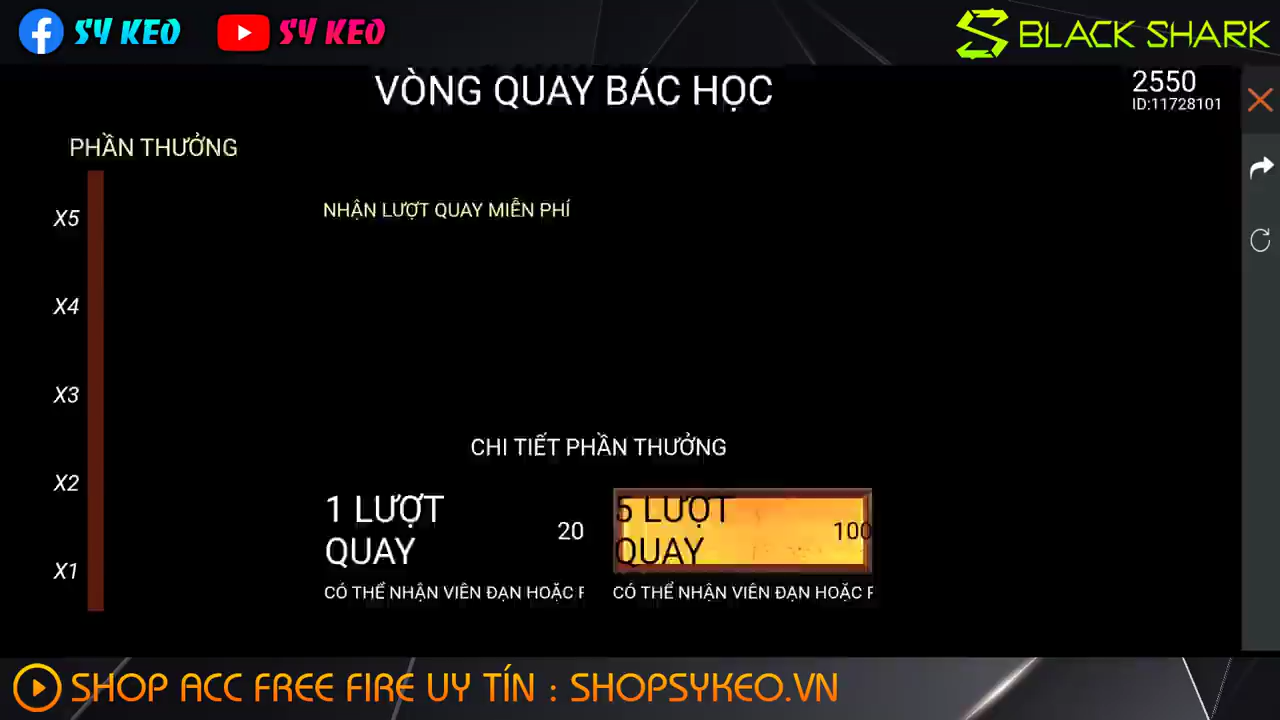 SY KEO
SY KEO
BLACK SHARK
VÒNG QUAY BÁC HỌC
2550
ID:11728101
PHẦN THƯỞNG
X5
NHẬN LƯỢT QUAY MIỄN PHÍ
X4
X3
CHI TIẾT PHẦN THƯỞNG
X2
1 LƯỢT
QUAY
20
5 LƯỢT
QUAY
100
X1
CÓ THỂ NHẬN VIÊN ĐẠN HOẶC
CÓ THỂ NHẬN VIÊN ĐẠN HOẶC
SHOP ACC FREE FIRE UY TÍN : SHOPSYKEO.VN